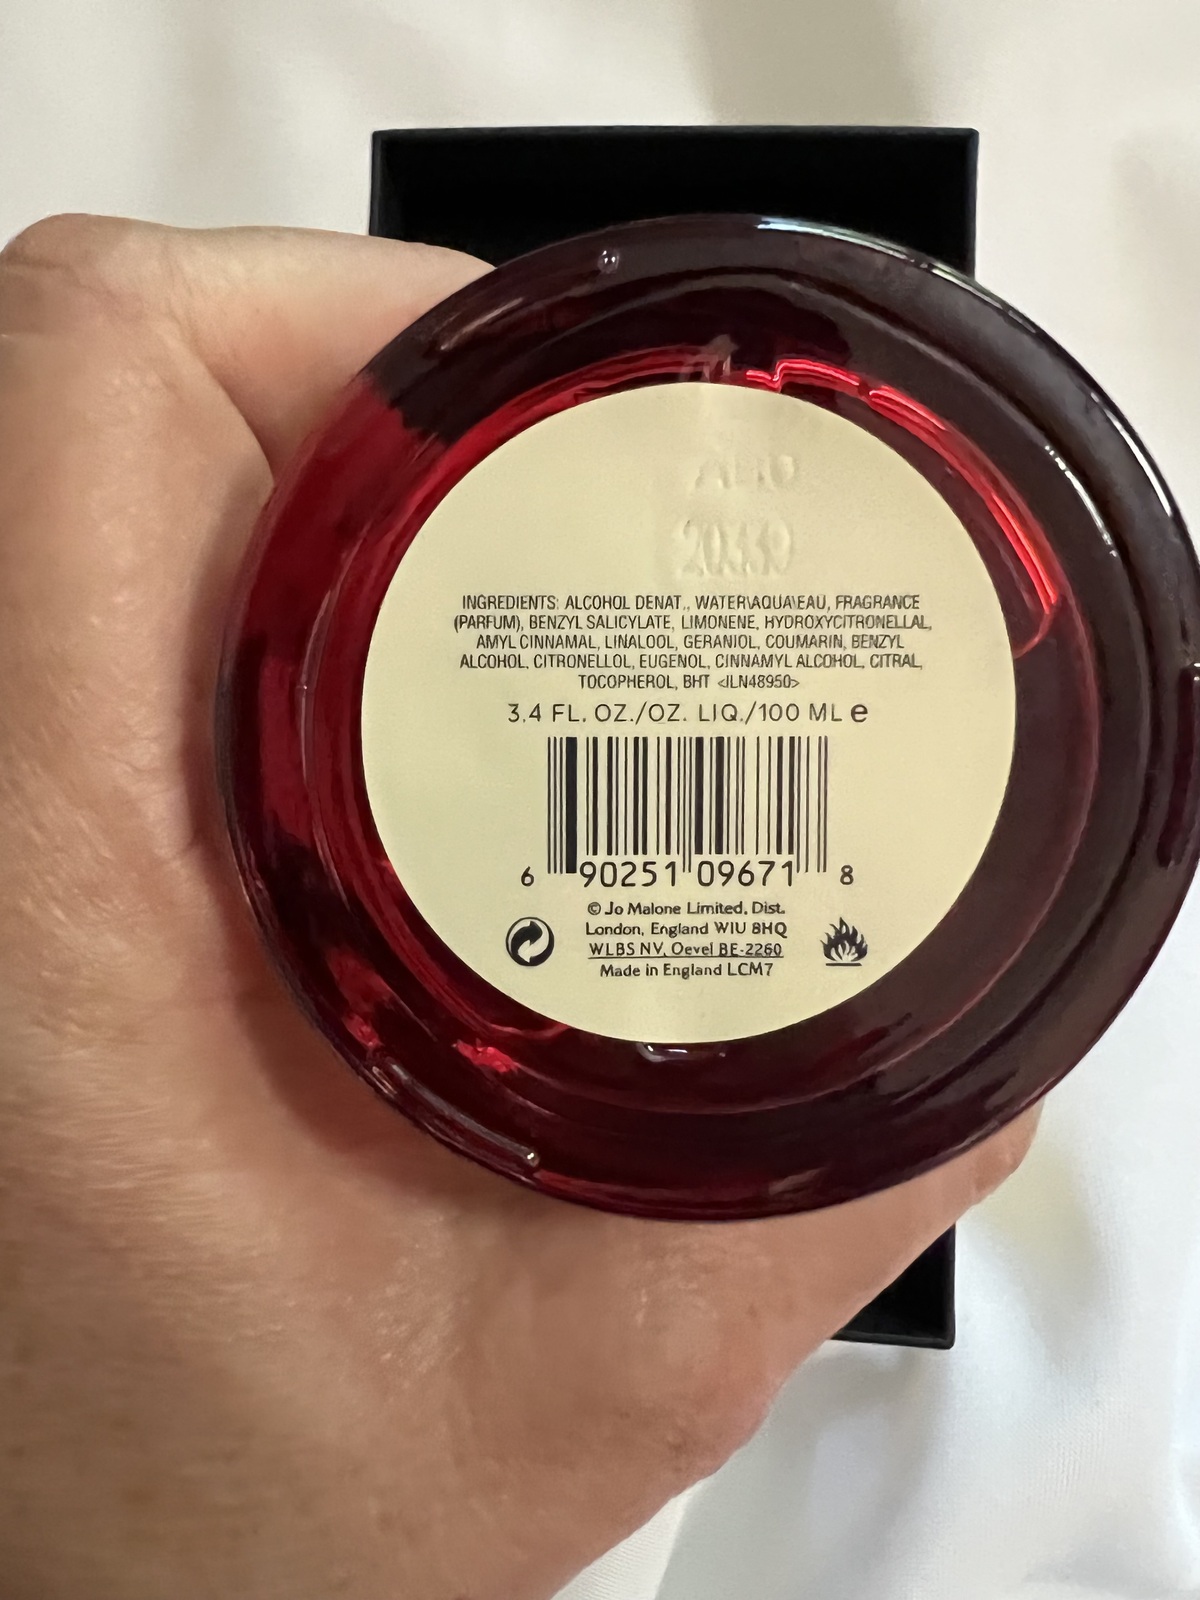 INGREDIENTS: ALCOHOL DENAT., WATER\AQUA\EAU, FRAGRANCE
(PARFUM), BENZYL SALICYLATE, LIMONENE, HYDROXYCITRONELLAL,
AMYL CINNAMAL, LINALOOL, GERANIOL, COUMARIN, BENZYL
ALCOHOL, CITRONELLOL, EUGENOL, CINNAMYL ALCOHOL, CITRAL,
TOCOPHEROL, BHT <ILN48950>
3.4 FL. OZ./OZ. LIQ./100 ML e
6 90251 09671 8
© Jo Malone Limited, Dist.
London, England W1U 8HQ
WLBS NV, Oevel BE-2260
Made in England LCM7